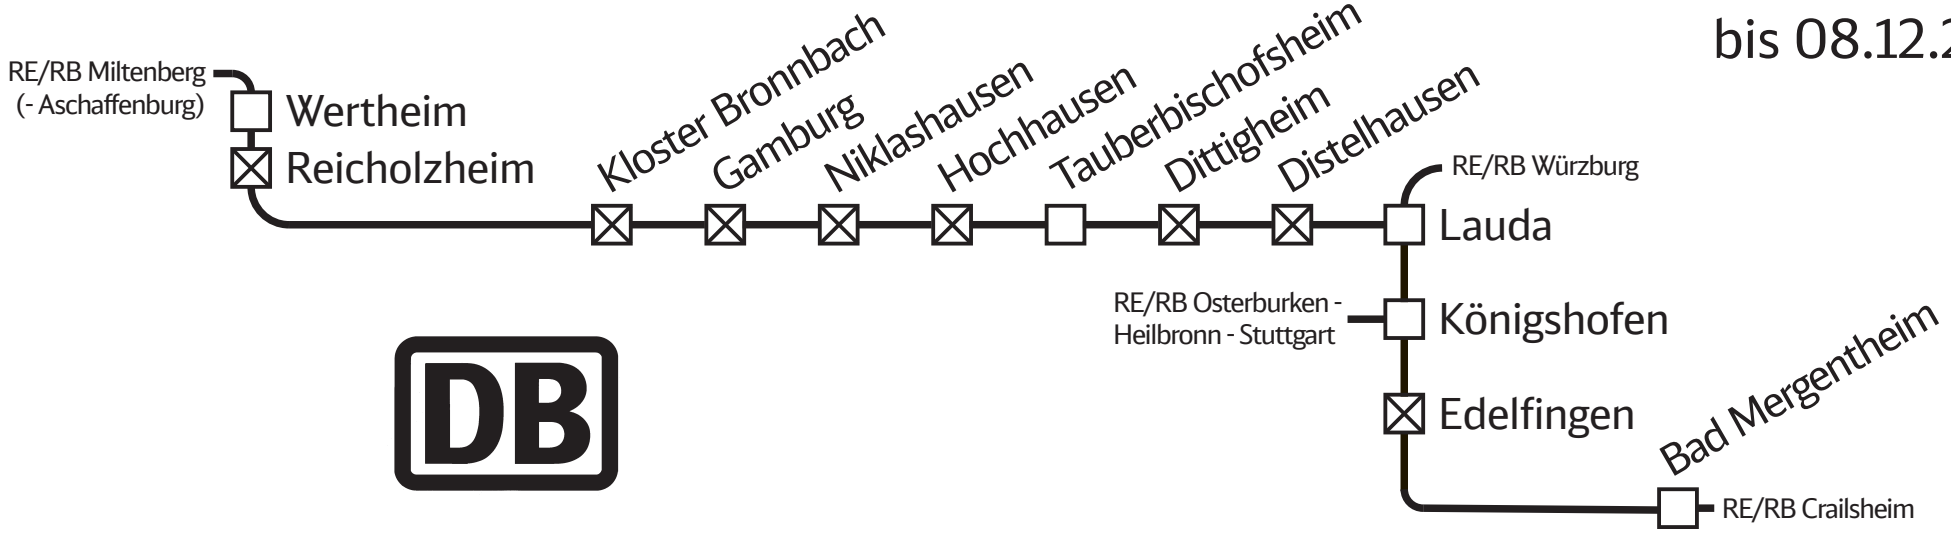 bis 08.12.2
RE/RB Miltenberg
(- Aschaffenburg)
Wertheim
Reicholzheim
Kloster Bronnbach
Gamburg
Niklashausen
Hochhausen
Tauberbischofsheim
Dittigheim
Distelhausen
RE/RB Würzburg
Lauda
RE/RB Osterburken -
Heilbronn - Stuttgart
Königshofen
Edelfingen
Bad Mergentheim
RE/RB Crailsheim
DB